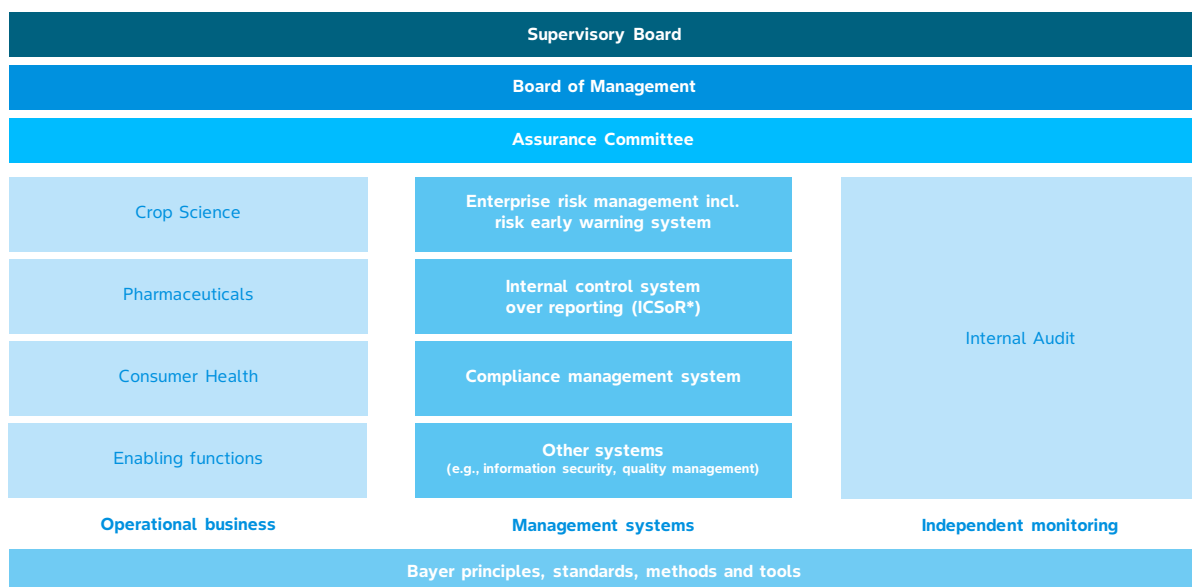 Supervisory Board
Board of Management
Assurance Committee
Crop Science
Pharmaceuticals
Consumer Health
Enabling functions
Operational business
Enterprise risk management incl.
risk early warning system
Internal control system
over reporting (ICSoR*)
Compliance management system
Other systems
(e.g., information security, quality management)
Management systems
Internal Audit
Independent monitoring
Bayer principles, standards, methods and tools